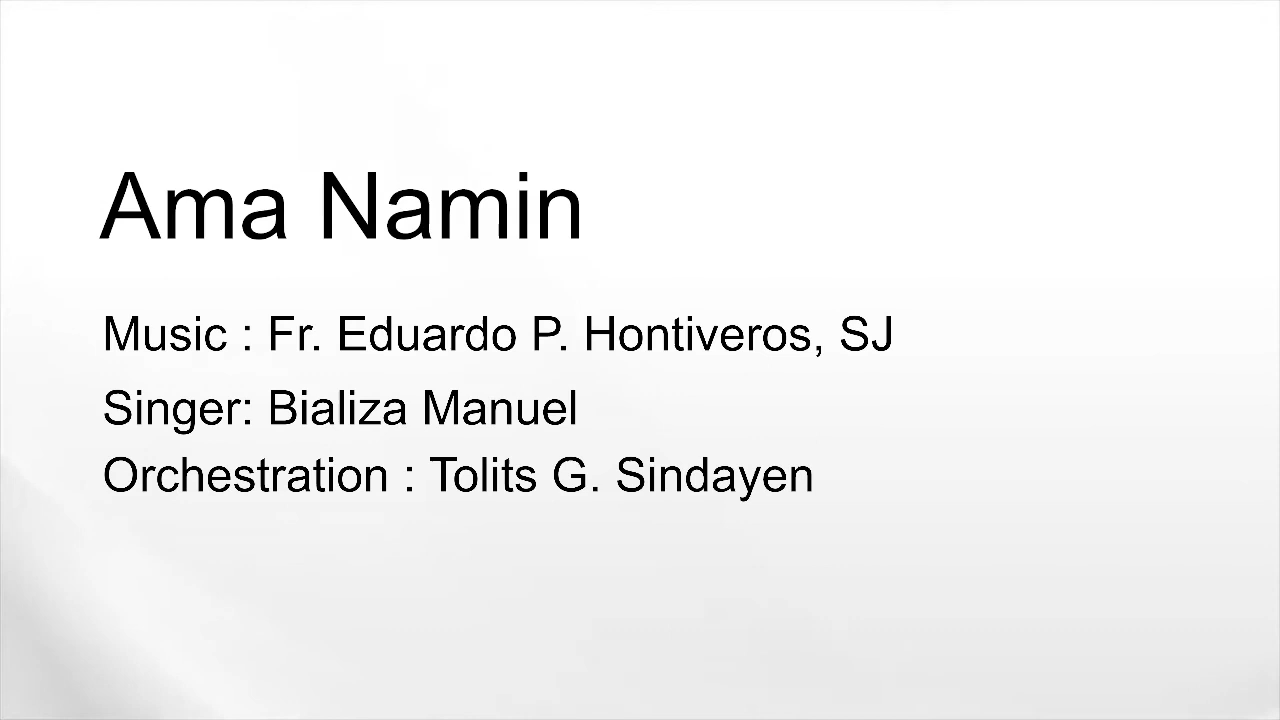 Ama Namin
Music : Fr. Eduardo P. Hontiveros, SJ
Singer: Bializa Manuel
Orchestration : Tolits G. Sindayen